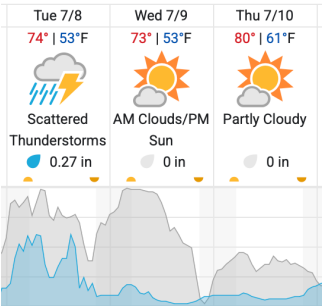 Tue 7/8 Wed 7/9 Thu 7/10
74° | 53°F 73° | 53°F 80° | 61°F
Scattered AM Clouds/PM Partly Cloudy
Thunderstorms Sun
0.27 in 0 in 0 in